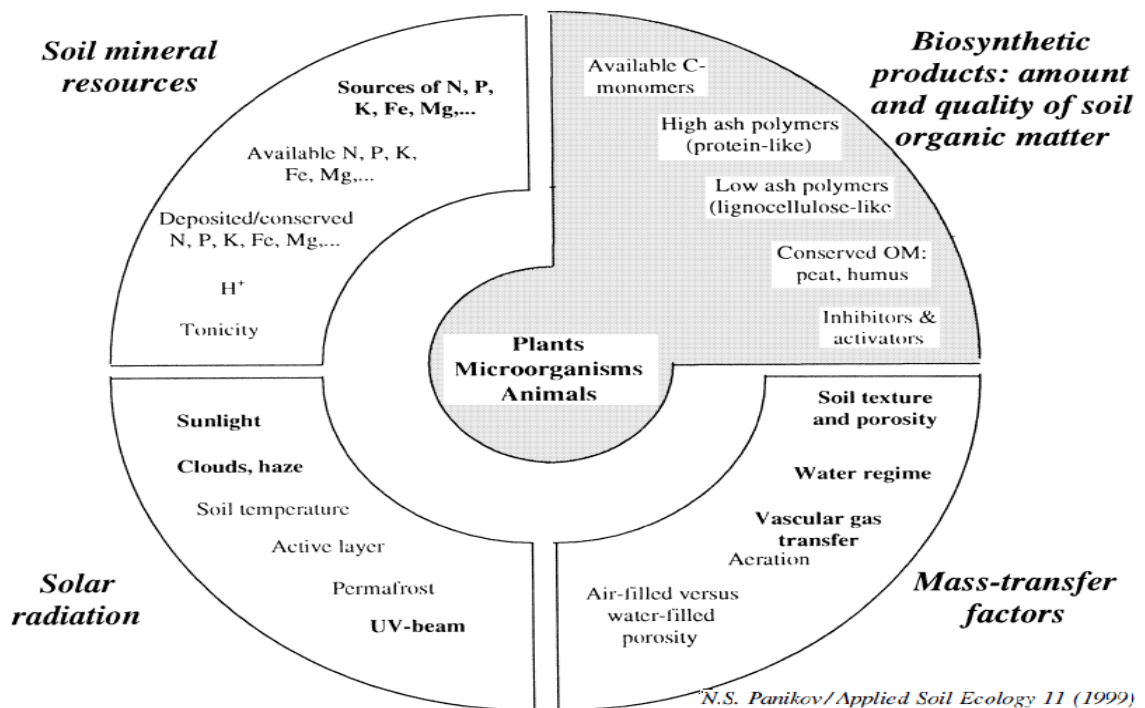 Soil mineral
resources
Sources of N, P,
K, Fe, Mg,...
Available N, P, K,
Fe, Mg,...
Deposited/conserved
N, P, K, Fe, Mg,...
H⁺
Tonicity
Biosynthetic
products: amount
and quality of soil
organic matter
Available C-
monomers
High ash polymers
(protein-like)
Low ash polymers
(lignocellulose-like
Conserved OM:
peat, humus
Inhibitors &
activators
Plants
Microorganisms
Animals
Solar
radiation
Sunlight
Clouds, haze
Soil temperature
Active layer
Permafrost
UV-beam
Mass-transfer
factors
Soil texture
and porosity
Water regime
Vascular gas
transfer
Aeration
Air-filled versus
water-filled
porosity
N.S. Panikov/Applied Soil Ecology 11 (1999)